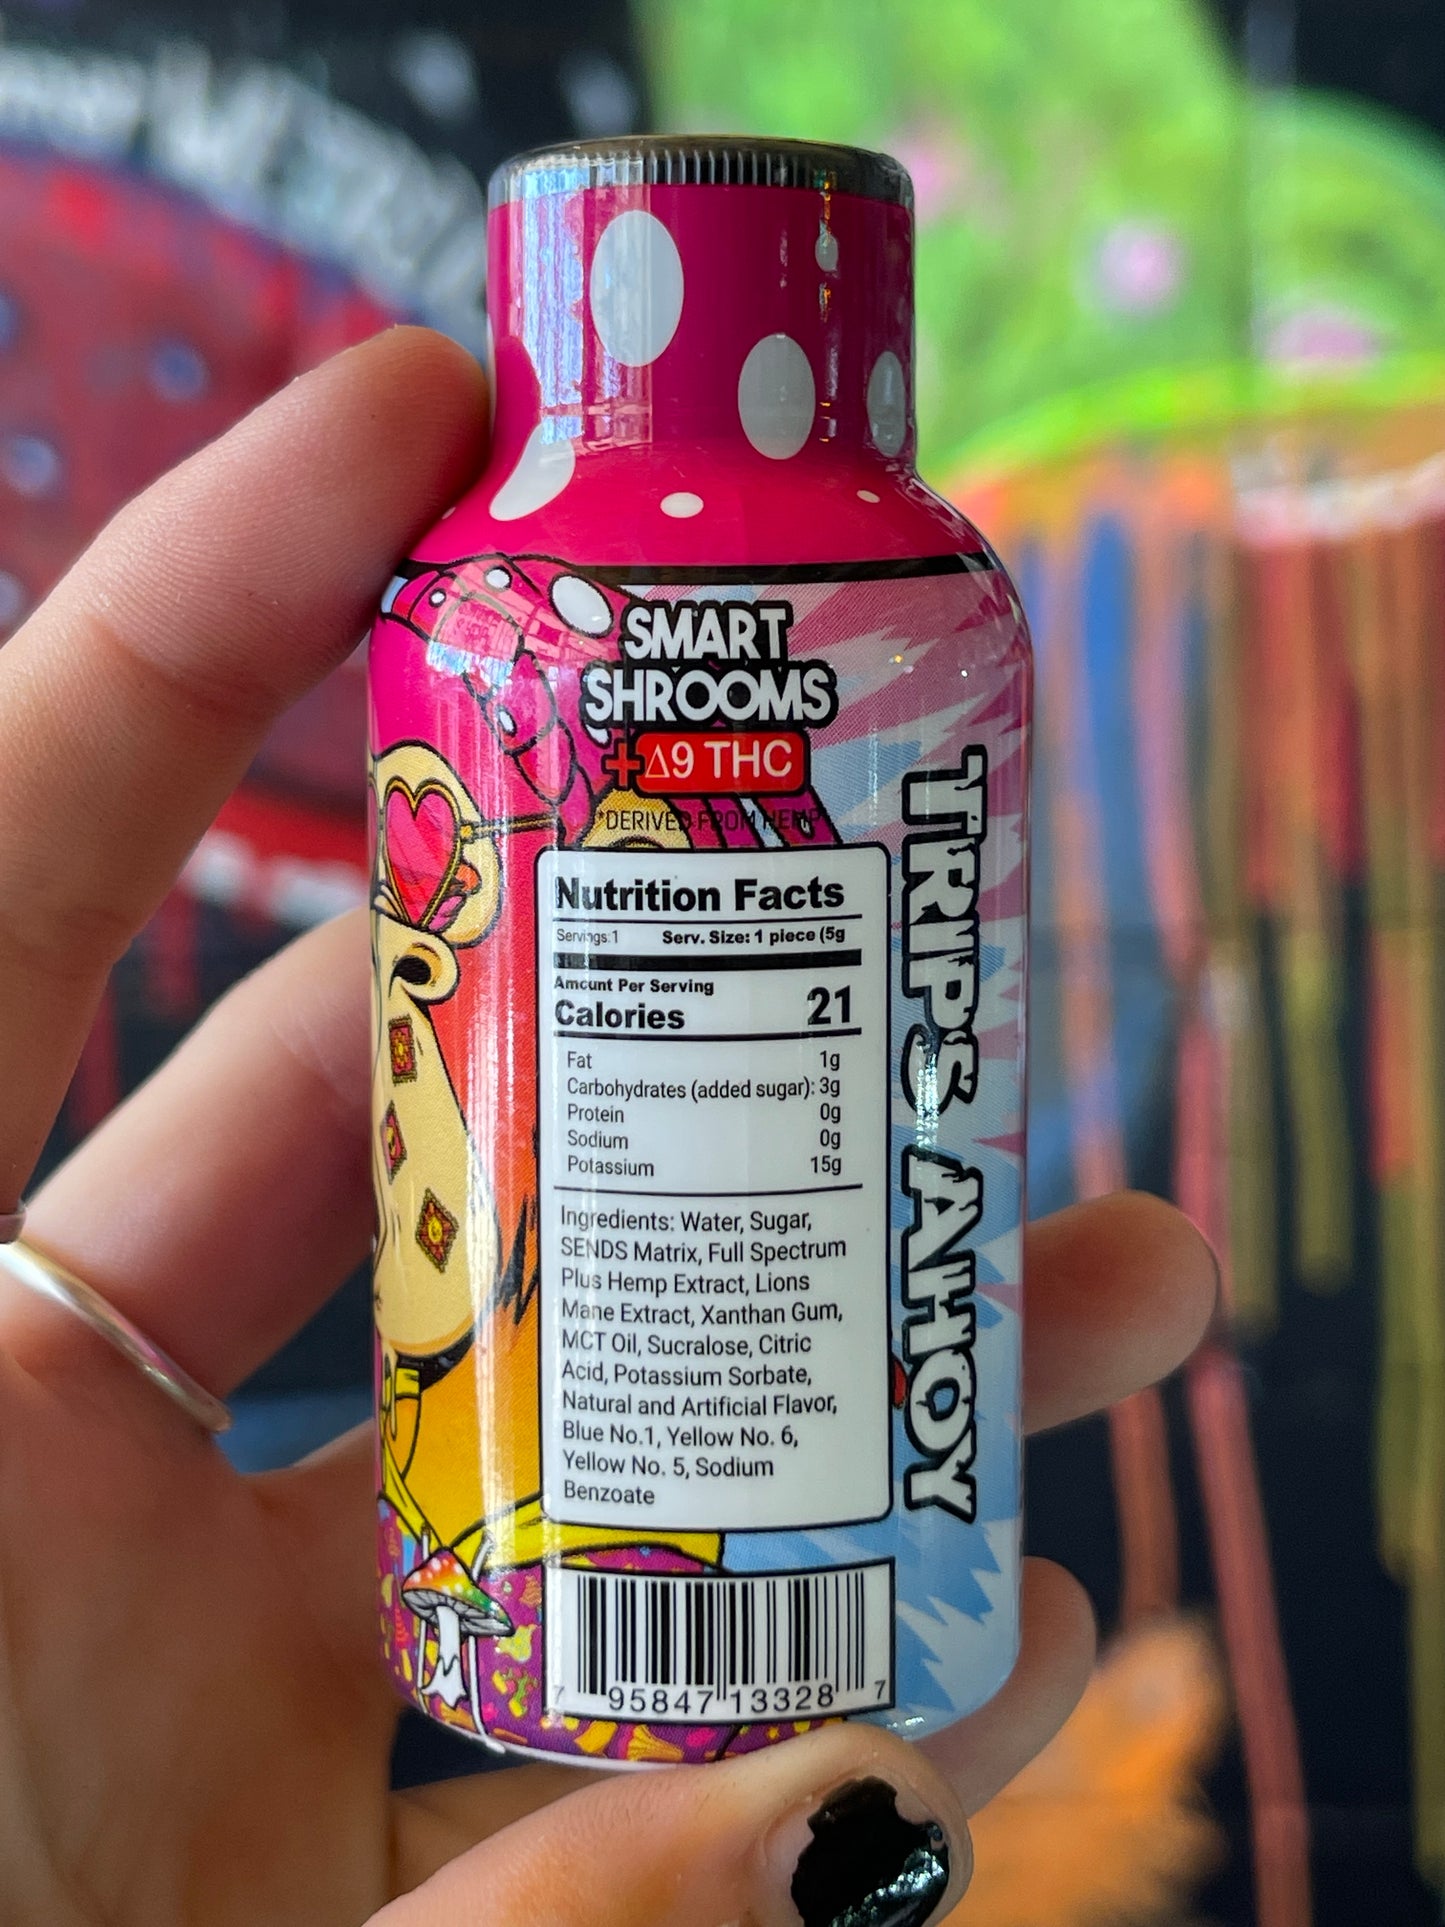 SMART
SHROOMS
+Δ9 THC
*DERIVED FROM HEMP
Nutrition Facts
Servings:1 Serv. Size: 1 piece (5g
Amount Per Serving
Calories 21
Fat 1g
Carbohydrates (added sugar): 3g
Protein 0g
Sodium 0g
Potassium 15g
Ingredients: Water, Sugar,
SENDS Matrix, Full Spectrum
Plus Hemp Extract, Lions
Mane Extract, Xanthan Gum,
MCT Oil, Sucralose, Citric
Acid, Potassium Sorbate,
Natural and Artificial Flavor,
Blue No.1, Yellow No. 6,
Yellow No. 5, Sodium
Benzoate
7 95847 13328 7
TRIPS AHOY